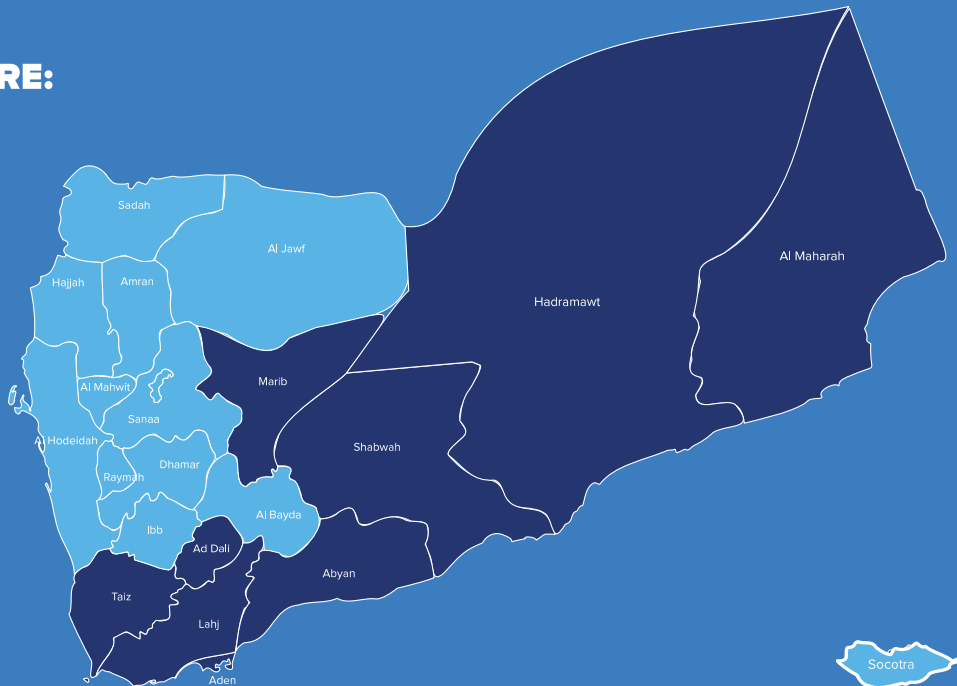 RE:
Sadah
Al Jawf
Al Maharah
Hajjah
Amran
Hadramawt
Marib
Al Mahwit
Sanaa
Al Hodeidah
Shabwah
Dhamar
Raymah
Al Bayda
Ibb
Ad Dali
Abyan
Taiz
Lahj
Socotra
Aden